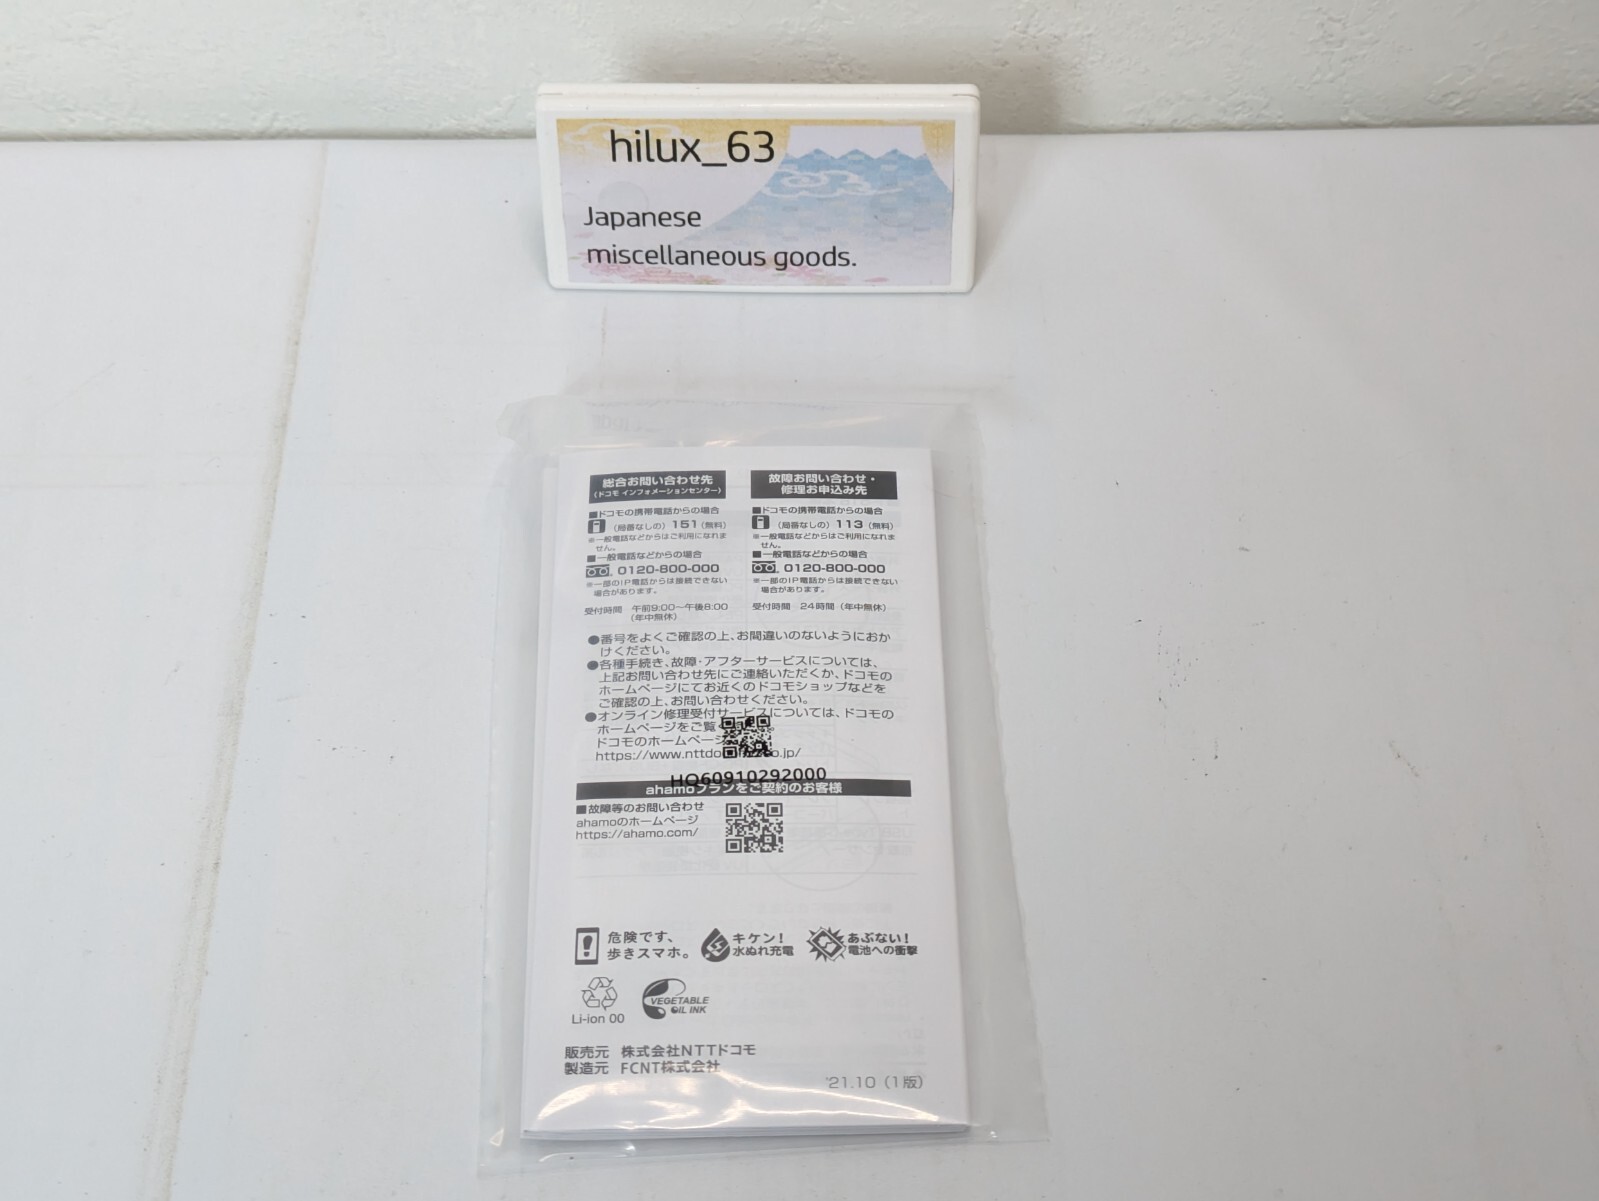 hilux_63
Japanese
miscellaneous goods.
総合お問い合わせ先
(ドコモ インフォメーションセンター)
■ドコモの携帯電話からの場合
(局番なしの) 151 (無料)
※一般電話などからはご利用になれま
せん。
■一般電話などからの場合
0120-800-000
※一部のIP電話からは接続できない
場合があります。
受付時間 午前9:00~午後8:00
(年中無休)
故障お問い合わせ・
修理お申込み先
■ドコモの携帯電話からの場合
(局番なしの) 113 (無料)
※一般電話などからはご利用になれま
せん。
■一般電話などからの場合
0120-800-000
※一部のIP電話からは接続できない
場合があります。
受付時間 24時間 (年中無休)
●番号をよくご確認の上、お間違いのないようにおか
けください。
●各種手続き、故障・アフターサービスについては、
上記お問い合わせ先にご連絡いただくか、ドコモの
ホームページにてお近くのドコモショップなどを
ご確認の上、お問い合わせください。
●オンライン修理受付サービスについては、ドコモの
ホームページをご覧く
ドコモのホームペー
https://www.nttdo o.jp/
HQ60910292000
ahamoプランをご契約のお客様
■故障等のお問い合わせ
ahamoのホームページ
https://ahamo.com/
危険です、
歩きスマホ。
キケン!
水ぬれ充電
あぶない!
電池への衝撃
Li-ion 00
VEGETABLE
OIL INK
販売元 株式会社NTTドコモ
製造元 FCNT株式会社
'21.10 (1版)